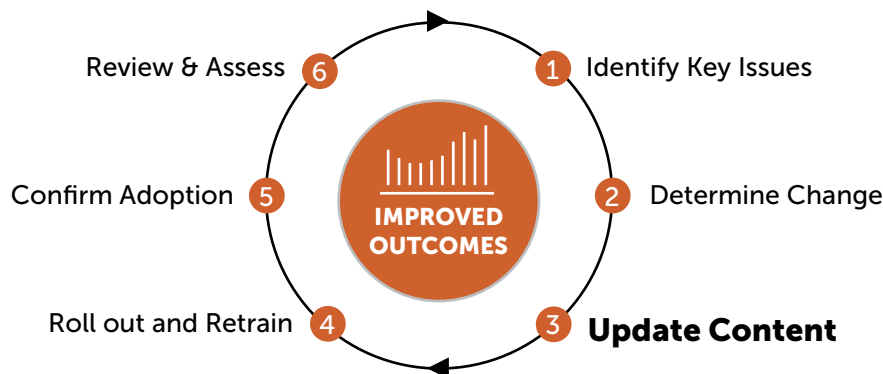 6 Review & Assess
1 Identify Key Issues
5 Confirm Adoption
2 Determine Change
IMPROVED
OUTCOMES
4 Roll out and Retrain
3 Update Content